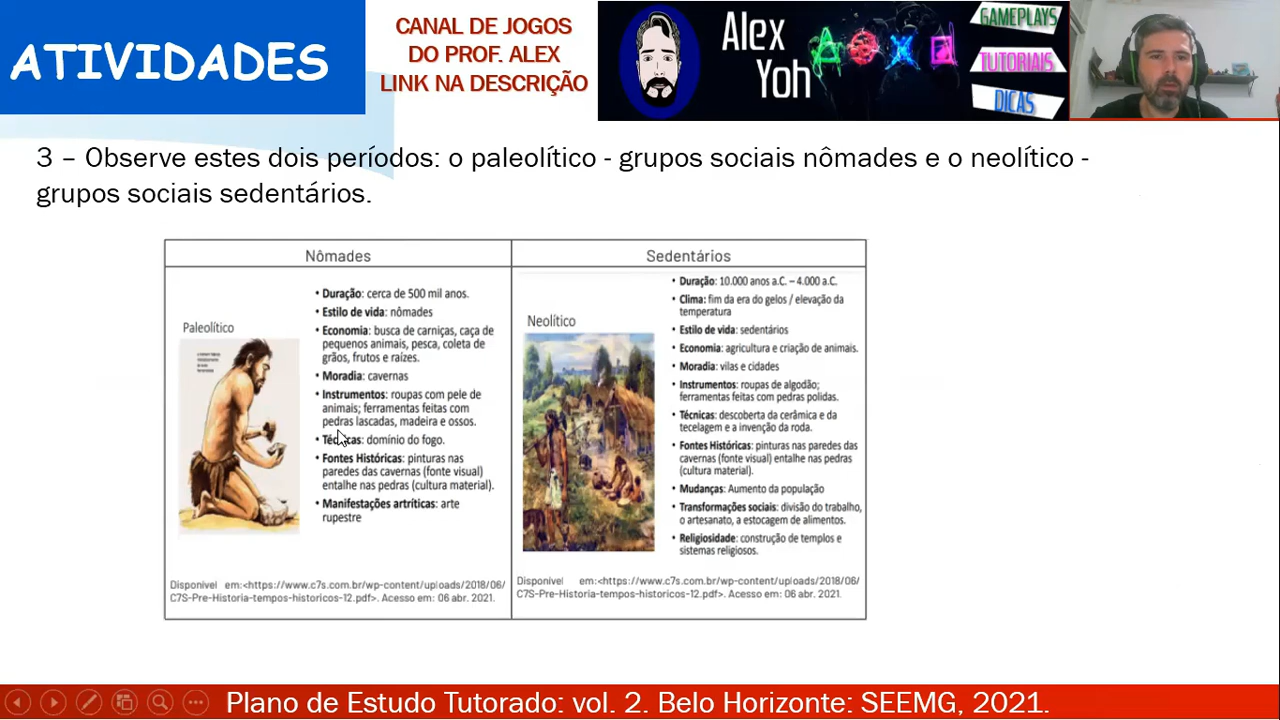 ATIVIDADES
CANAL DE JOGOS
DO PROF. ALEX
LINK NA DESCRIÇÃO
Alex
Yoh
GAMEPLAYS
TUTORIAIS
DICAS
3 – Observe estes dois períodos: o paleolítico - grupos sociais nômades e o neolítico -
grupos sociais sedentários.
Nômades
Paleolítico
• Duração: cerca de 500 mil anos.
• Estilo de vida: nômades
• Economia: busca de carniças, caça de
pequenos animais, pesca, coleta de
grãos, frutos e raízes.
• Moradia: cavernas
• Instrumentos: roupas com pele de
animais; ferramentas feitas com
pedras lascadas, madeira e ossos.
• Técnicas: domínio do fogo.
• Fontes Históricas: pinturas nas
paredes das cavernas (fonte visual)
entalhe nas pedras (cultura material).
• Manifestações artríticas: arte
rupestre
Disponível em:<https://www.c7s.com.br/wp-content/uploads/2018/06/
C7S-Pre-Historia-tempos-historicos-12.pdf>. Acesso em: 06 abr. 2021.
Sedentários
Neolítico
• Duração: 10.000 anos a.C. – 4.000 a.C.
• Clima: fim da era do gelos / elevação da
temperatura
• Estilo de vida: sedentários
• Economia: agricultura e criação de animais.
• Moradia: vilas e cidades
• Instrumentos: roupas de algodão;
ferramentas feitas com pedras polidas.
• Técnicas: descoberta da cerâmica e da
tecelagem e a invenção da roda.
• Fontes Históricas: pinturas nas paredes das
cavernas (fonte visual) entalhe nas pedras
(cultura material).
• Mudanças: Aumento da população
• Transformações sociais: divisão do trabalho,
o artesanato, a estocagem de alimentos.
• Religiosidade: construção de templos e
sistemas religiosos.
Disponível em:<https://www.c7s.com.br/wp-content/uploads/2018/06/
C7S-Pre-Historia-tempos-historicos-12.pdf>. Acesso em: 06 abr. 2021.
Plano de Estudo Tutorado: vol. 2. Belo Horizonte: SEEMG, 2021.